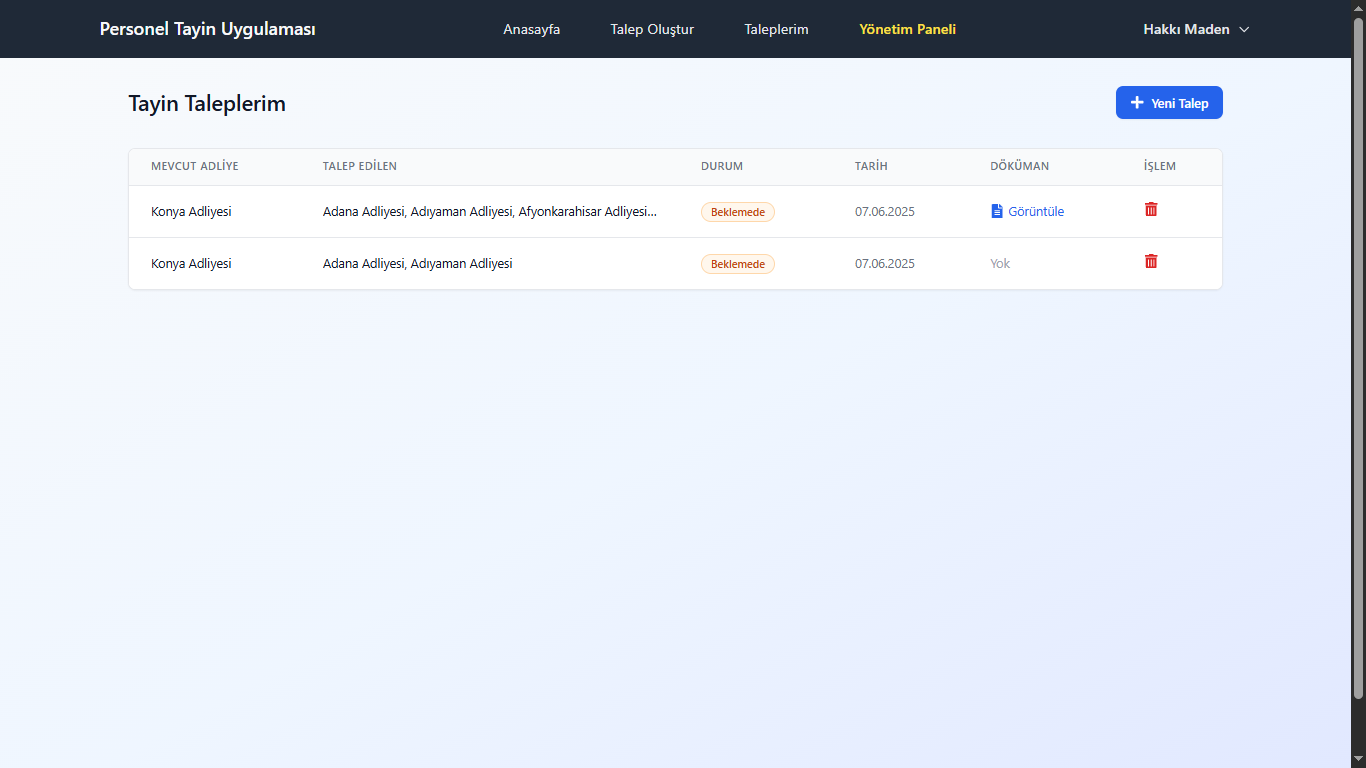 Personel Tayin Uygulaması Anasayfa Talep Oluştur Taleplerim Yönetim Paneli Hakkı Maden
Tayin Taleplerim Yeni Talep
MEVCUT ADLİYE TALEP EDİLEN DURUM TARİH DÖKÜMAN İŞLEM
Konya Adliyesi Adana Adliyesi, Adıyaman Adliyesi, Afyonkarahisar Adliyesi... Beklemede 07.06.2025 Görüntüle
Konya Adliyesi Adana Adliyesi, Adıyaman Adliyesi Beklemede 07.06.2025 Yok